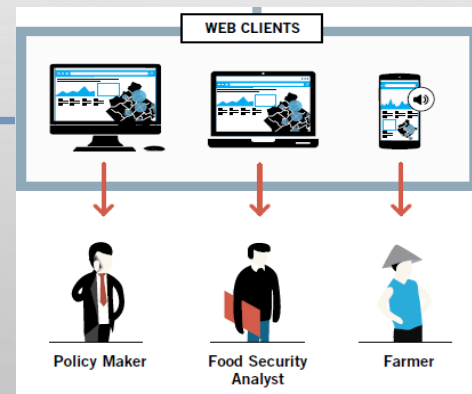 WEB CLIENTS
Policy Maker
Food Security
Analyst
Farmer